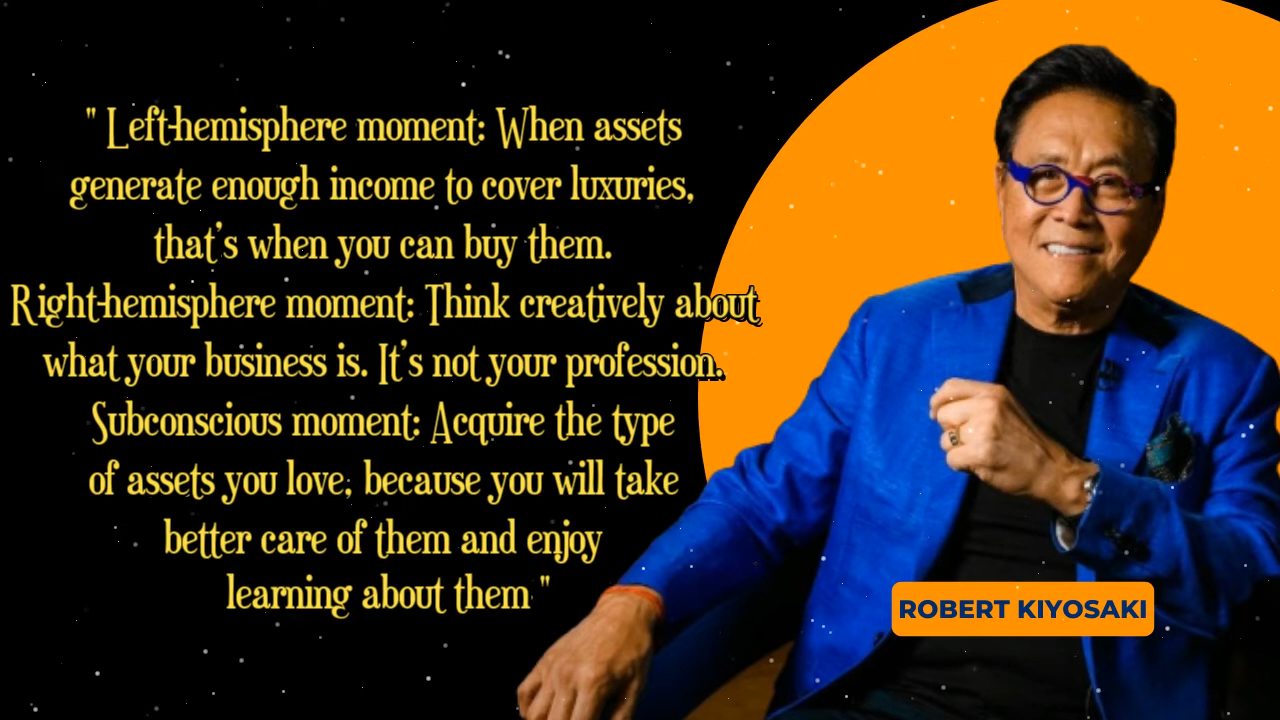 " Left-hemisphere moment: When assets
generate enough income to cover luxuries,
that's when you can buy them.
Right-hemisphere moment: Think creatively about
what your business is. It's not your profession.
Subconscious moment: Acquire the type
of assets you love, because you will take
better care of them and enjoy
learning about them "
ROBERT KIYOSAKI